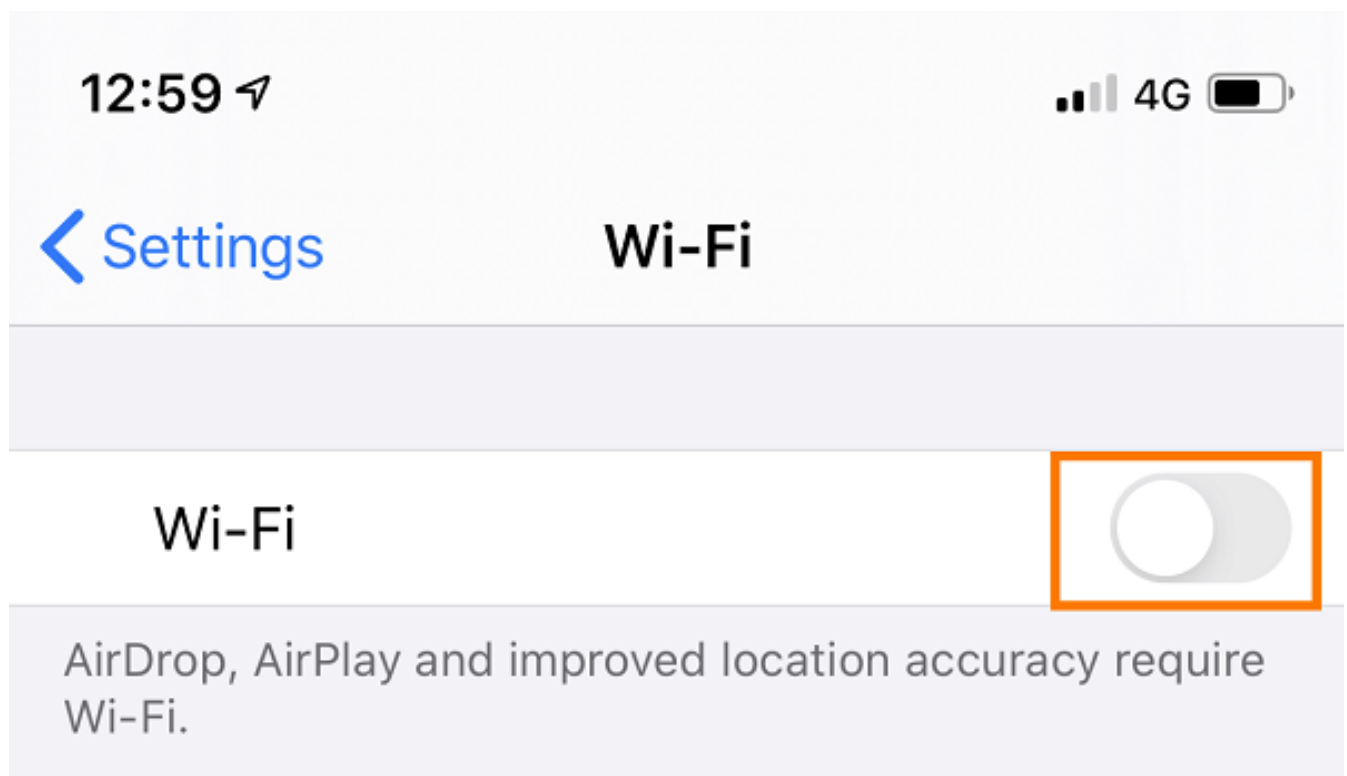 12:59 4G
Settings Wi-Fi
Wi-Fi
AirDrop, AirPlay and improved location accuracy require
Wi-Fi.